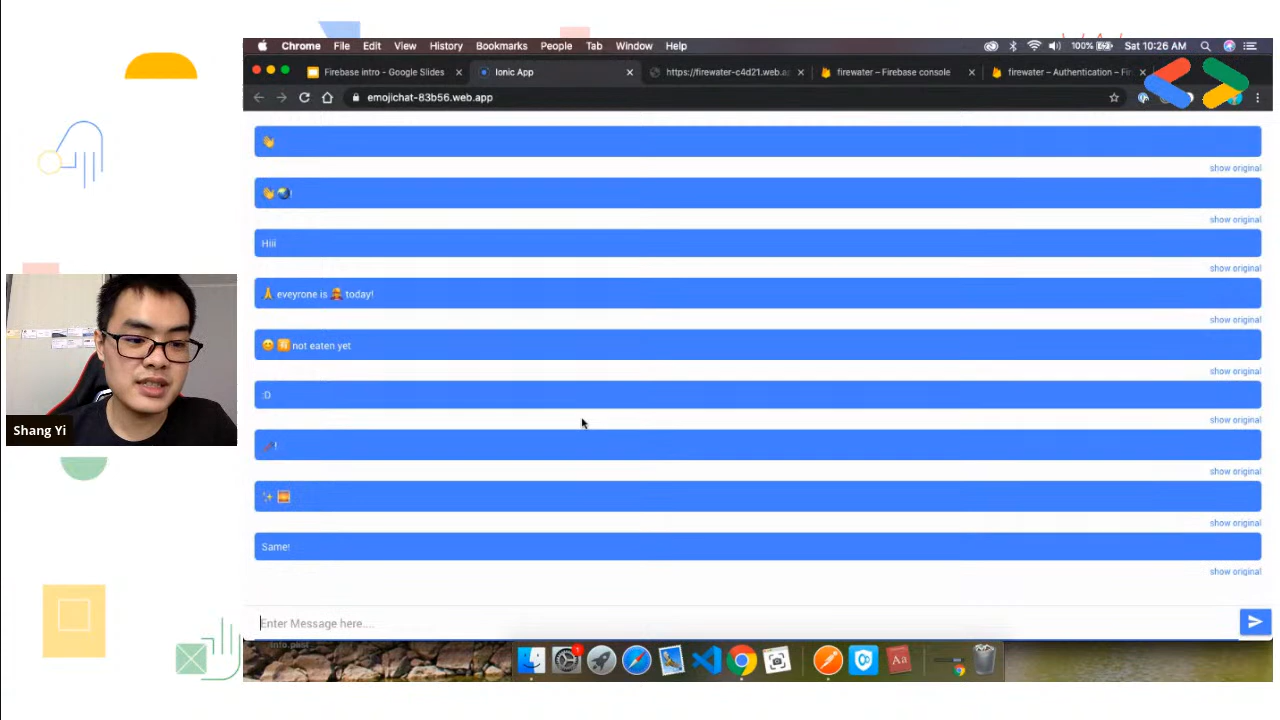 Chrome File Edit View History Bookmarks People Tab Window Help 100% Sat 10:26 AM
Firebase intro - Google Slides Ionic App https://firewater-c4d21.web.a firewater – Firebase console firewater – Authentication – Fi
emojichat-83b56.web.app
show original
show original
Hiii
show original
eveyrone is today!
show original
not eaten yet
show original
:D
show original
!
show original
show original
Same!
show original
Enter Message here....
Shang Yi
Aa